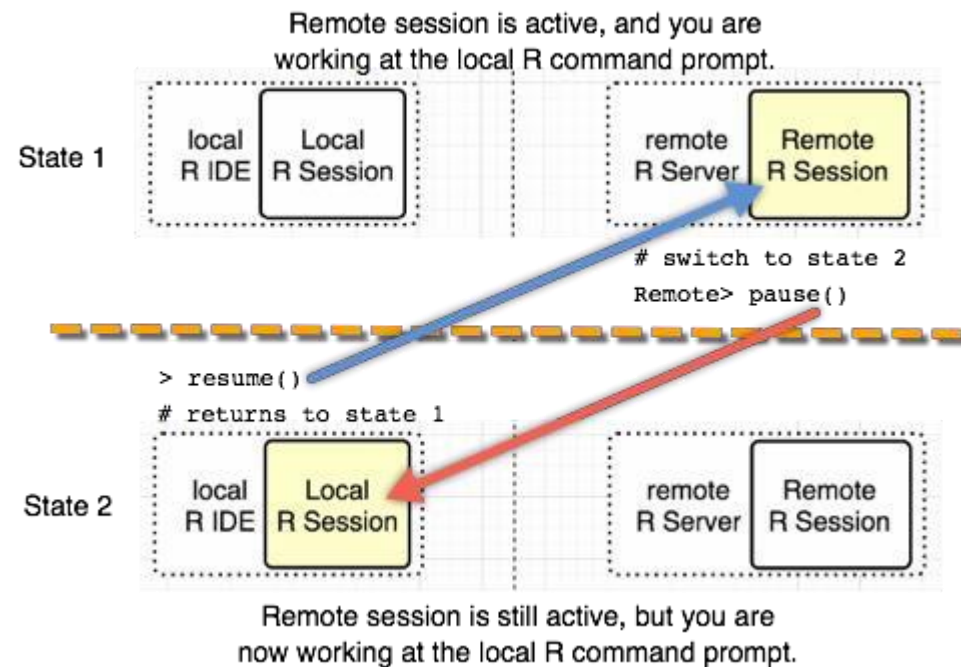 Remote session is active, and you are
working at the local R command prompt.
State 1
local
R IDE
Local
R Session
remote
R Server
Remote
R Session
# switch to state 2
Remote> pause()
> resume()
# returns to state 1
State 2
local
R IDE
Local
R Session
remote
R Server
Remote
R Session
Remote session is still active, but you are
now working at the local R command prompt.